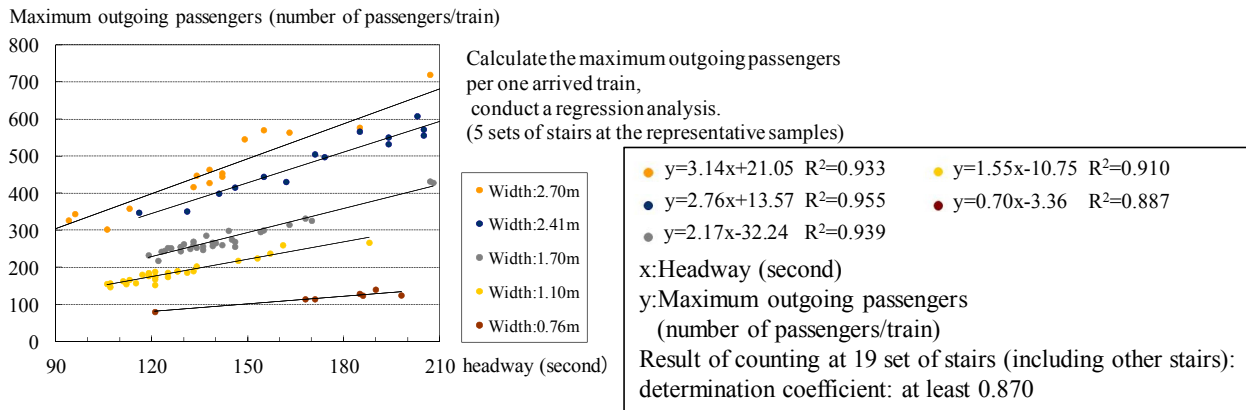 Maximum outgoing passengers (number of passengers/train)
800
700
600
500
400
300
200
100
0
90
120
150
180
210
headway (second)
Calculate the maximum outgoing passengers
per one arrived train,
conduct a regression analysis.
(5 sets of stairs at the representative samples)
Width:2.70m
Width:2.41m
Width:1.70m
Width:1.10m
Width:0.76m
y=3.14x+21.05 R²=0.933
y=2.76x+13.57 R²=0.955
y=2.17x-32.24 R²=0.939
y=1.55x-10.75 R²=0.910
y=0.70x-3.36 R²=0.887
x:Headway (second)
y:Maximum outgoing passengers
(number of passengers/train)
Result of counting at 19 set of stairs (including other stairs):
determination coefficient: at least 0.870